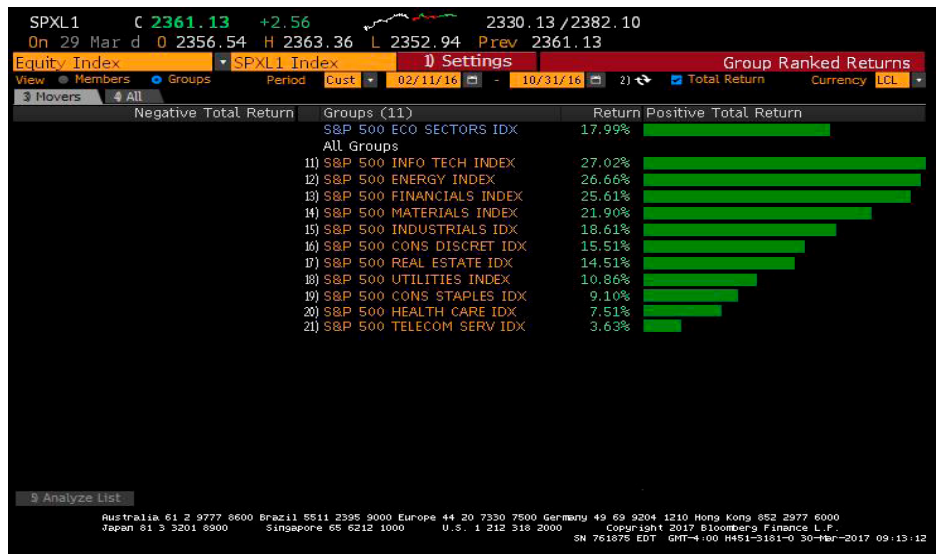 SPXL1 C 2361.13 +2.56 2330.13/2382.10
On 29 Mar d O 2356.54 H 2363.36 L 2352.94 Prev 2361.13
Equity Index SPXL1 Index 1) Settings Group Ranked Returns
View Members Groups Period Cust 02/11/16 - 10/31/16 2) Total Return Currency LCL
3) Movers 4) All
Negative Total Return Groups (11) Return Positive Total Return
S&P 500 ECO SECTORS IDX 17.99%
All Groups
11) S&P 500 INFO TECH INDEX 27.02%
12) S&P 500 ENERGY INDEX 26.66%
13) S&P 500 FINANCIALS INDEX 25.61%
14) S&P 500 MATERIALS INDEX 21.90%
15) S&P 500 INDUSTRIALS IDX 18.61%
16) S&P 500 CONS DISCRET IDX 15.51%
17) S&P 500 REAL ESTATE IDX 14.51%
18) S&P 500 UTILITIES INDEX 10.86%
19) S&P 500 CONS STAPLES IDX 9.10%
20) S&P 500 HEALTH CARE IDX 7.51%
21) S&P 500 TELECOM SERV IDX 3.63%
9) Analyze List
Australia 61 2 9777 8600 Brazil 5511 2395 9000 Europe 44 20 7330 7500 Germany 49 69 9204 1210 Hong Kong 852 2977 6000
Japan 81 3 3201 8900 Singapore 65 6212 1000 U.S. 1 212 318 2000 Copyright 2017 Bloomberg Finance L.P.
SN 761875 EDT GMT-4:00 H451-3181-0 30-Mar-2017 09:13:12